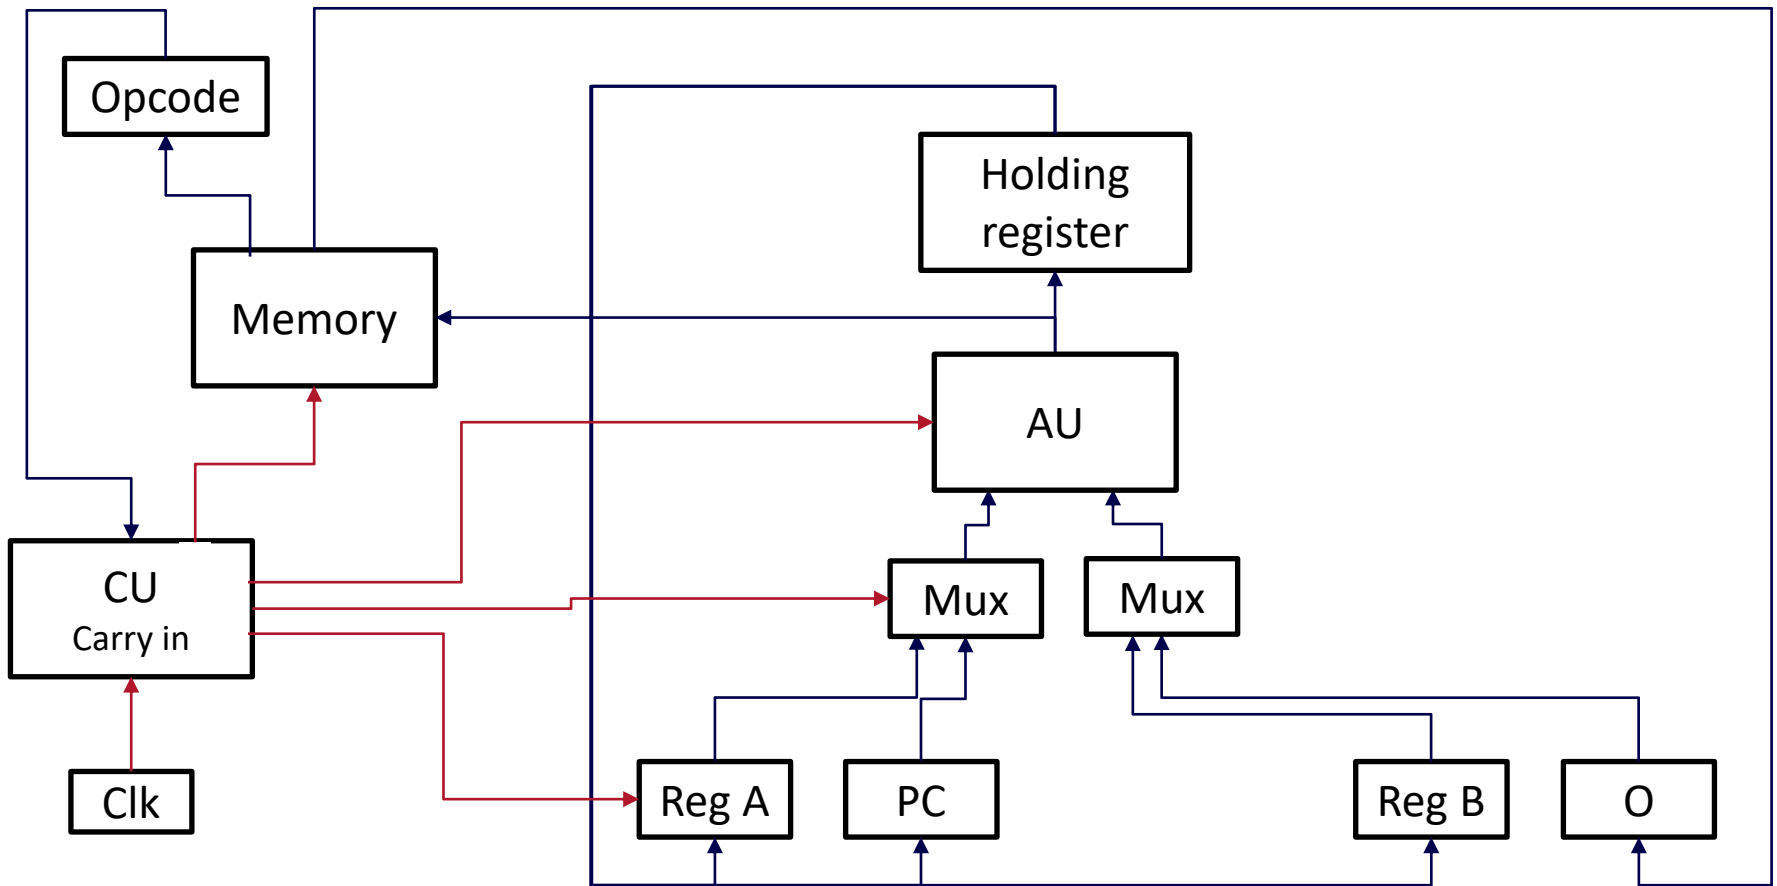 Opcode
Holding
register
Memory
AU
CU
Carry in
Mux
Mux
Clk
Reg A
PC
Reg B
O